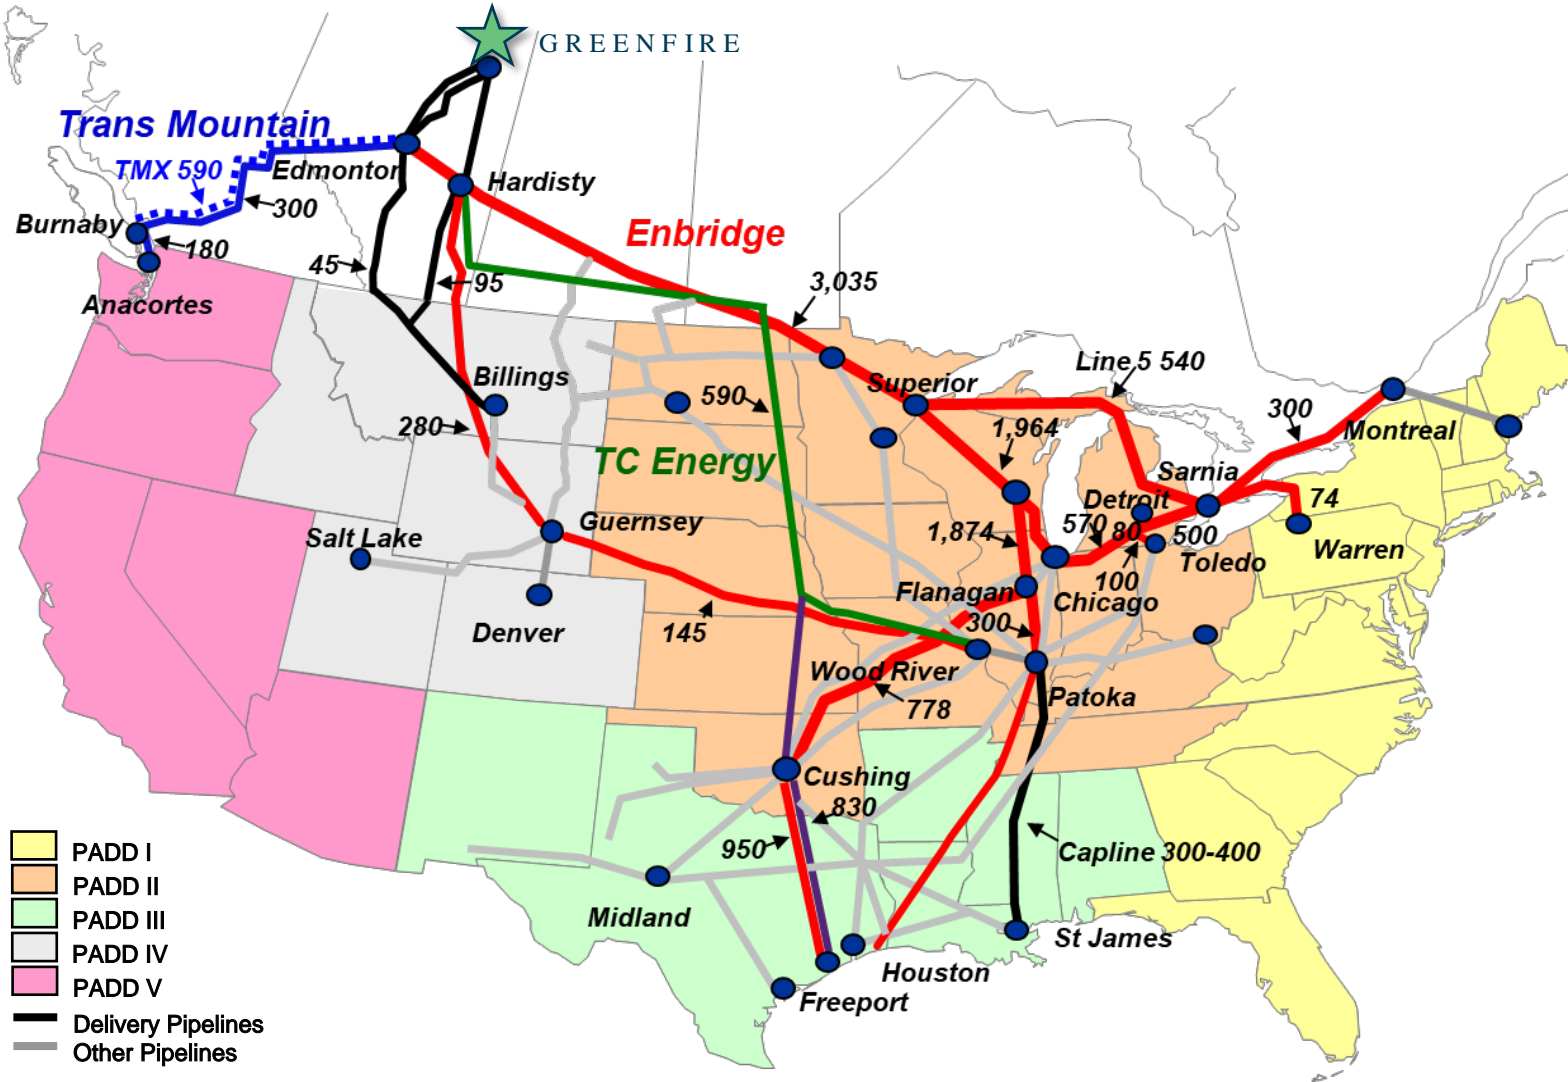 GREENFIRE
Trans Mountain
TMX 590
Edmonton
Hardisty
300
Burnaby
180
Enbridge
45
95
3,035
Anacortes
Line 5 540
Billings
590
Superior
300
280
1,964
Montreal
TC Energy
Sarnia
Detroit
74
Guernsey
1,874
570
80
500
Salt Lake
Warren
Toledo
100
Flanagan
Chicago
145
300
Denver
Wood River
Patoka
778
Cushing
830
950
Capline 300-400
PADD I
PADD II
PADD III
Midland
St James
PADD IV
Houston
PADD V
Freeport
Delivery Pipelines
Other Pipelines